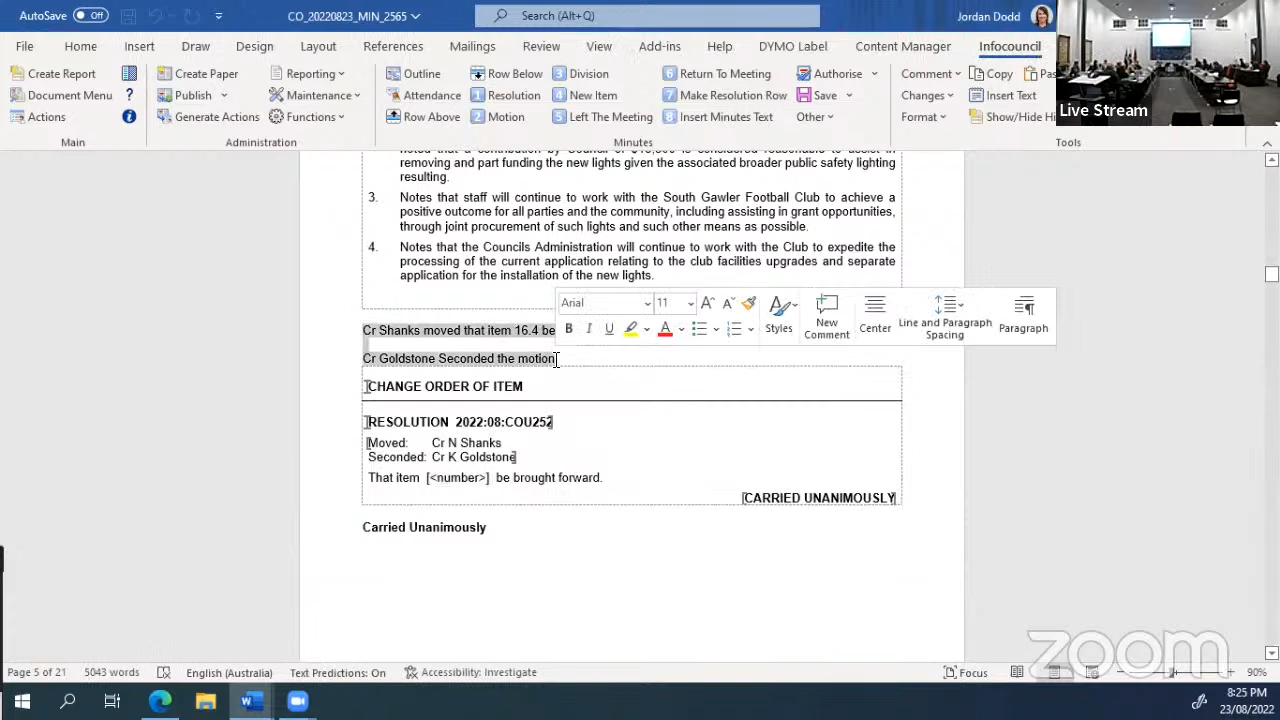 AutoSave Off CO_20220823_MIN_2565 Search (Alt+Q) Jordan Dodd
File Home Insert Draw Design Layout References Mailings Review View Add-ins Help DYMO Label Content Manager Infocouncil
Create Report Create Paper Reporting Outline Row Below 3 Division 6 Return To Meeting Authorise Comment Copy
Document Menu ? Publish Maintenance Attendance 1 Resolution 4 New Item 7 Make Resolution Row Save Changes Insert Text
Actions ? Generate Actions Functions Row Above 2 Motion 5 Left The Meeting 8 Insert Minutes Text Other Format Show/Hide
Main Administration Minutes Tools
Live Stream
removing and part funding the new lights given the associated broader public safety lighting
resulting.
3. Notes that staff will continue to work with the South Gawler Football Club to achieve a
positive outcome for all parties and the community, including assisting in grant opportunities,
through joint procurement of such lights and such other means as possible.
4. Notes that the Councils Administration will continue to work with the Club to expedite the
processing of the current application relating to the club facilities upgrades and separate
application for the installation of the new lights.
Arial 11
B I U A Styles New Comment Center Line and Paragraph Spacing Paragraph
Cr Shanks moved that item 16.4 be
Cr Goldstone Seconded the motion
CHANGE ORDER OF ITEM
RESOLUTION 2022:08:COU252
Moved: Cr N Shanks
Seconded: Cr K Goldstone
That item [<number>] be brought forward.
CARRIED UNANIMOUSLY
Carried Unanimously
zoom
Page 5 of 21 5043 words English (Australia) Text Predictions: On Accessibility: Investigate Focus 90%
8:25 PM
23/08/2022